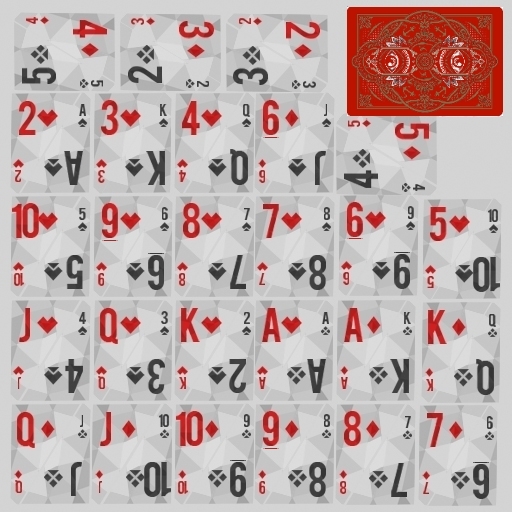 4 4 5 5
3 3 2 2
2 2 3 3
2 A 2 A
3 K 3 K
4 Q 4 Q
6 J 6 J
5 5 4 4
10 5 10 5
9 6 9 6
8 7 8 7
7 8 7 8
6 9 6 9
5 10 5 10
J 4 J 4
Q 3 Q 3
K 2 K 2
A A A A
A K A K
K Q K Q
Q J Q J
J 10 J 10
10 9 10 9
9 8 9 8
8 7 8 7
7 6 7 6